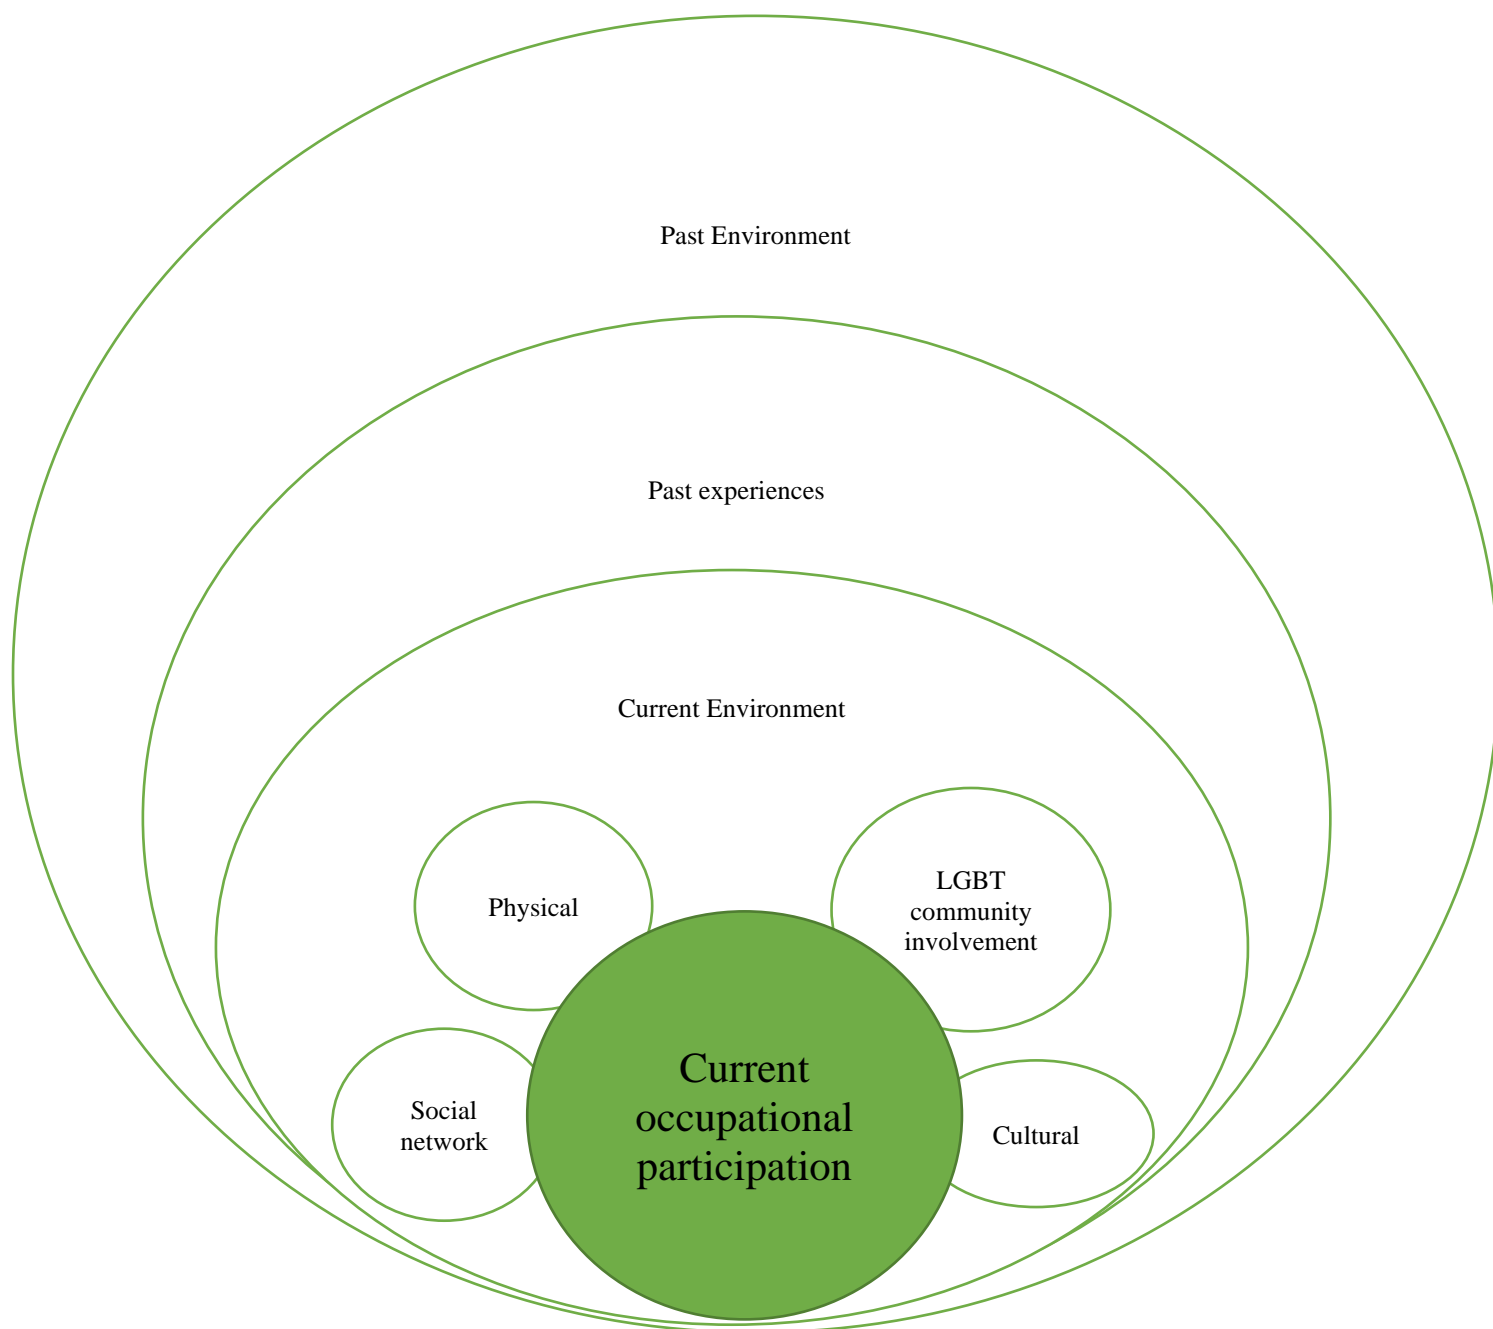 Past Environment
Past experiences
Current Environment
Physical
LGBT
community
involvement
Current
occupational
participation
Social
network
Cultural